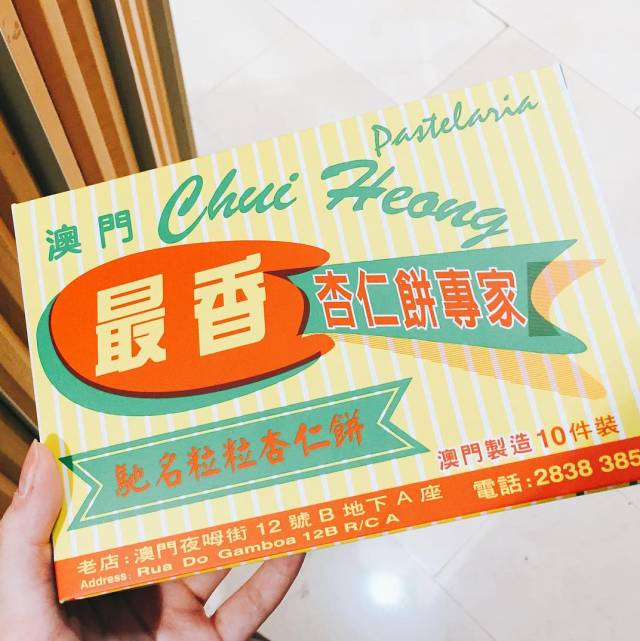 Pastelaria
澳門 Chui Heong
最香
杏仁餅專家
馳名粒粒杏仁餅
澳門製造10件裝
老店:澳門夜呣街12號B地下A座 電話:2838 385
Address: Rua Do Gamboa 12B R/C A